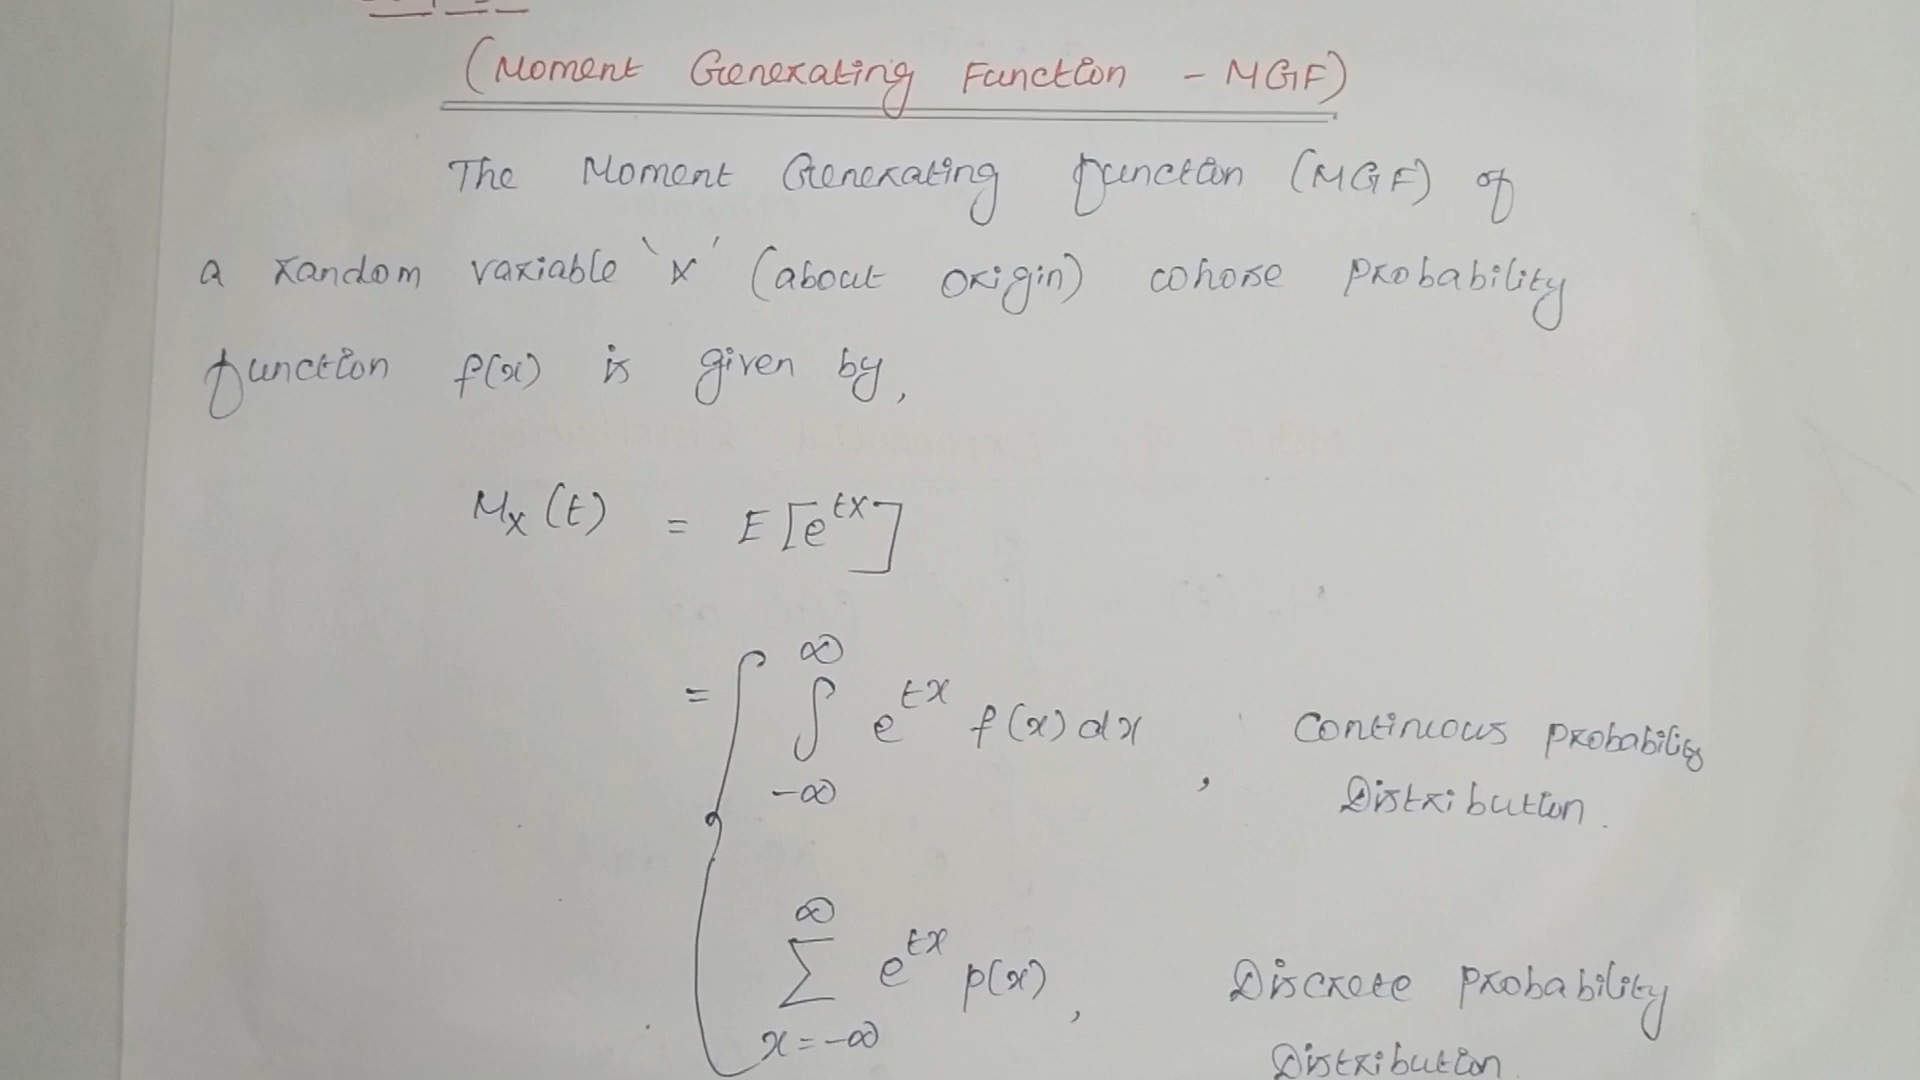 (Moment Generating Function - MGF)
The Moment Generating function (MGF) of
a random variable 'X' (about origin) whose probability
function f(x) is given by,
Mx (t) = E [e^tX]
= { ∫_-∞^∞ e^tx f(x) dx , Continuous probability
Distribution.
∑_x=-∞^∞ e^tx p(x) , Discrete probability
Distribution.